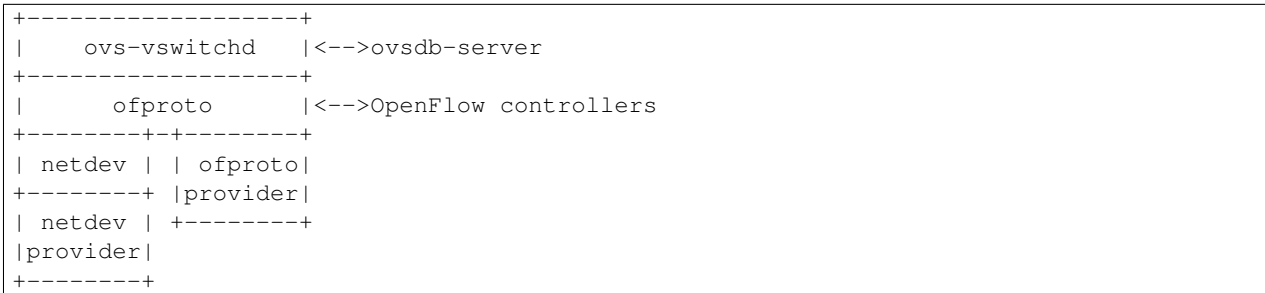 +-------------------+
|    ovs-vswitchd   |<-->ovsdb-server
+-------------------+
|      ofproto      |<-->OpenFlow controllers
+--------+-+--------+
| netdev | | ofproto|
+--------+ |provider|
| netdev | +--------+
|provider|
+--------+